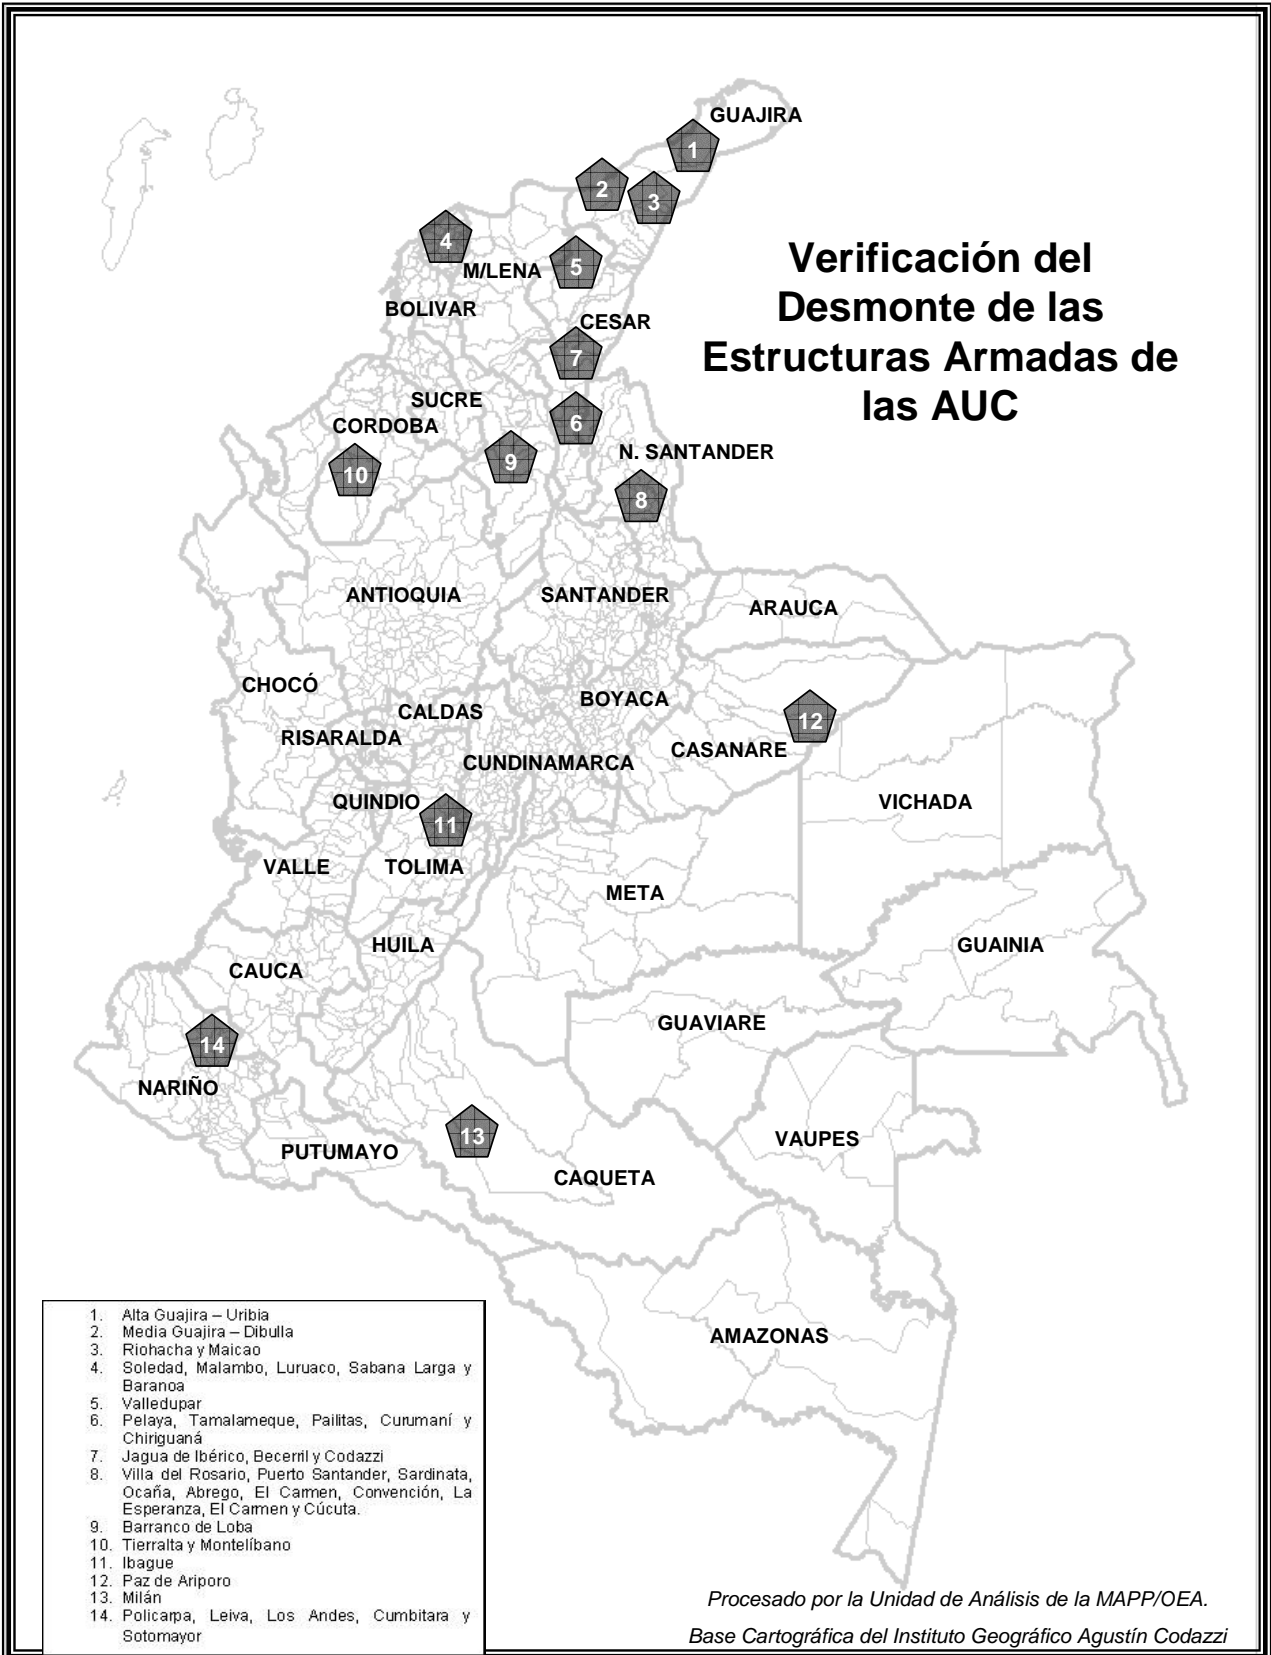 GUAJIRA
1
2
3
4
M/LENA
5
BOLIVAR
CESAR
7
Verificación del
Desmonte de las
Estructuras Armadas de
las AUC
SUCRE
6
CORDOBA
N. SANTANDER
9
10
8
ANTIOQUIA
SANTANDER
ARAUCA
CHOCÓ
BOYACA
CALDAS
12
RISARALDA
CASANARE
CUNDINAMARCA
QUINDIO
VICHADA
11
VALLE
TOLIMA
META
HUILA
GUAINIA
CAUCA
GUAVIARE
14
NARIÑO
13
VAUPES
PUTUMAYO
CAQUETA
AMAZONAS
1. Alta Guajira – Uribia
2. Media Guajira – Dibulla
3. Riohacha y Maicao
4. Soledad, Malambo, Luruaco, Sabana Larga y
Baranoa
5. Valledupar
6. Pelaya, Tamalameque, Pailitas, Curumaní y
Chiriguaná
7. Jagua de Ibérico, Becerril y Codazzi
8. Villa del Rosario, Puerto Santander, Sardinata,
Ocaña, Abrego, El Carmen, Convención, La
Esperanza, El Carmen y Cúcuta.
9. Barranco de Loba
10. Tierralta y Montelíbano
11. Ibague
12. Paz de Ariporo
13. Milán
14. Policarpa, Leiva, Los Andes, Cumbitara y
Sotomayor
Procesado por la Unidad de Análisis de la MAPP/OEA.
Base Cartográfica del Instituto Geográfico Agustín Codazzi